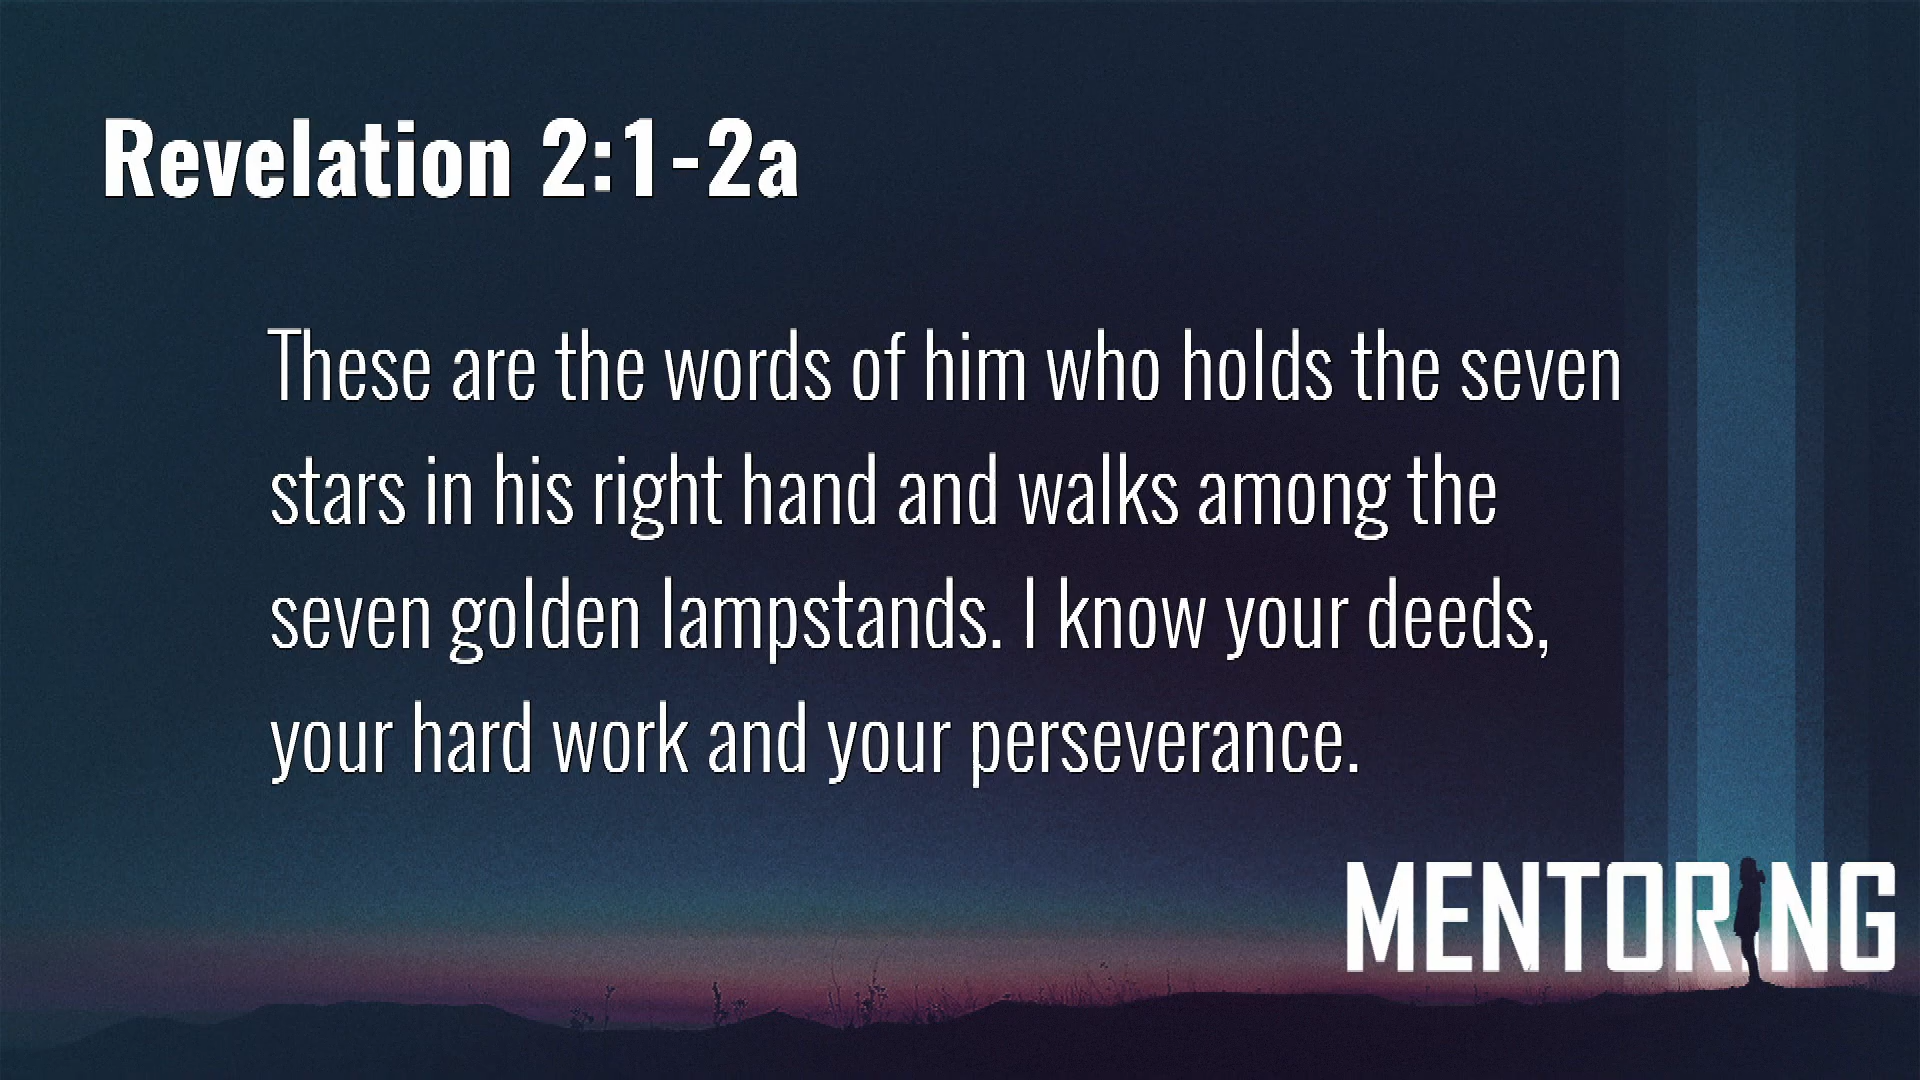 Revelation 2:1-2a
These are the words of him who holds the seven
stars in his right hand and walks among the
seven golden lampstands. I know your deeds,
your hard work and your perseverance.
MENTORING